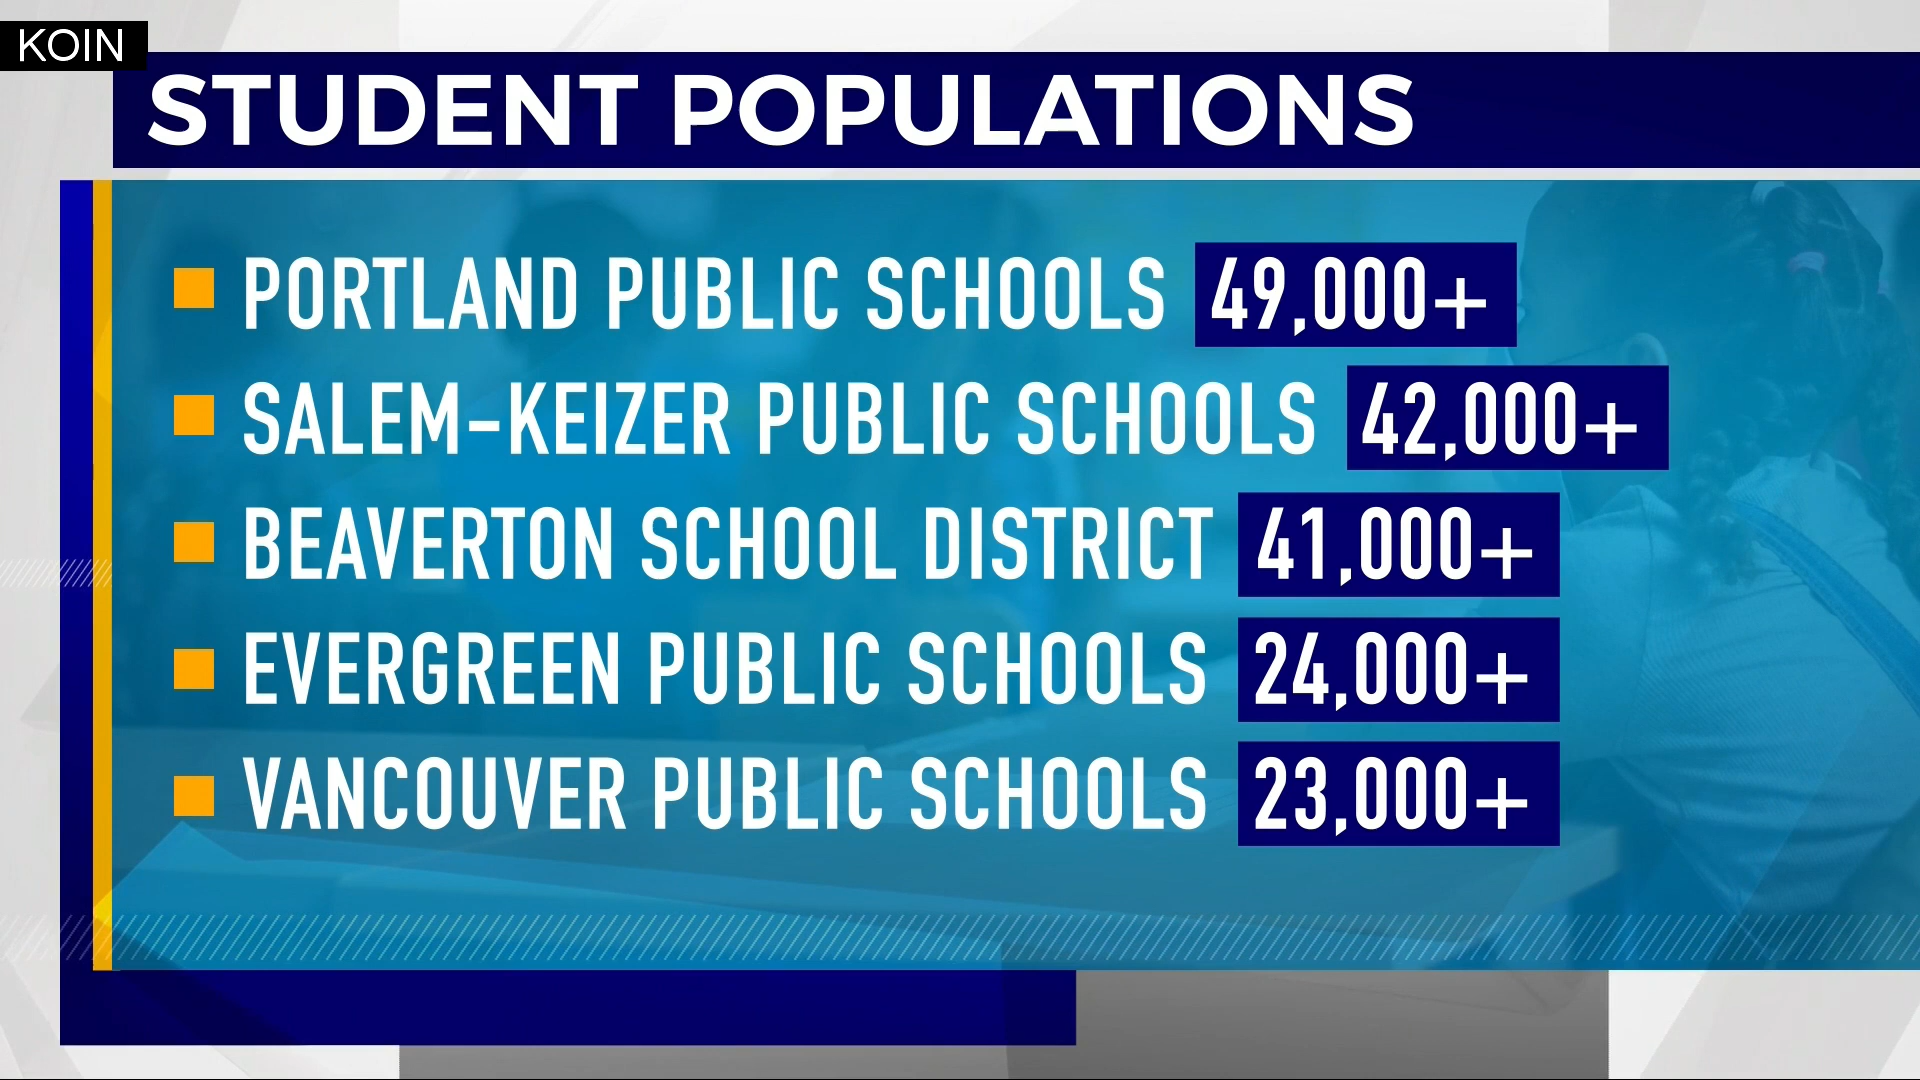 KOIN
STUDENT POPULATIONS
PORTLAND PUBLIC SCHOOLS 49,000+
SALEM-KEIZER PUBLIC SCHOOLS 42,000+
BEAVERTON SCHOOL DISTRICT 41,000+
EVERGREEN PUBLIC SCHOOLS 24,000+
VANCOUVER PUBLIC SCHOOLS 23,000+